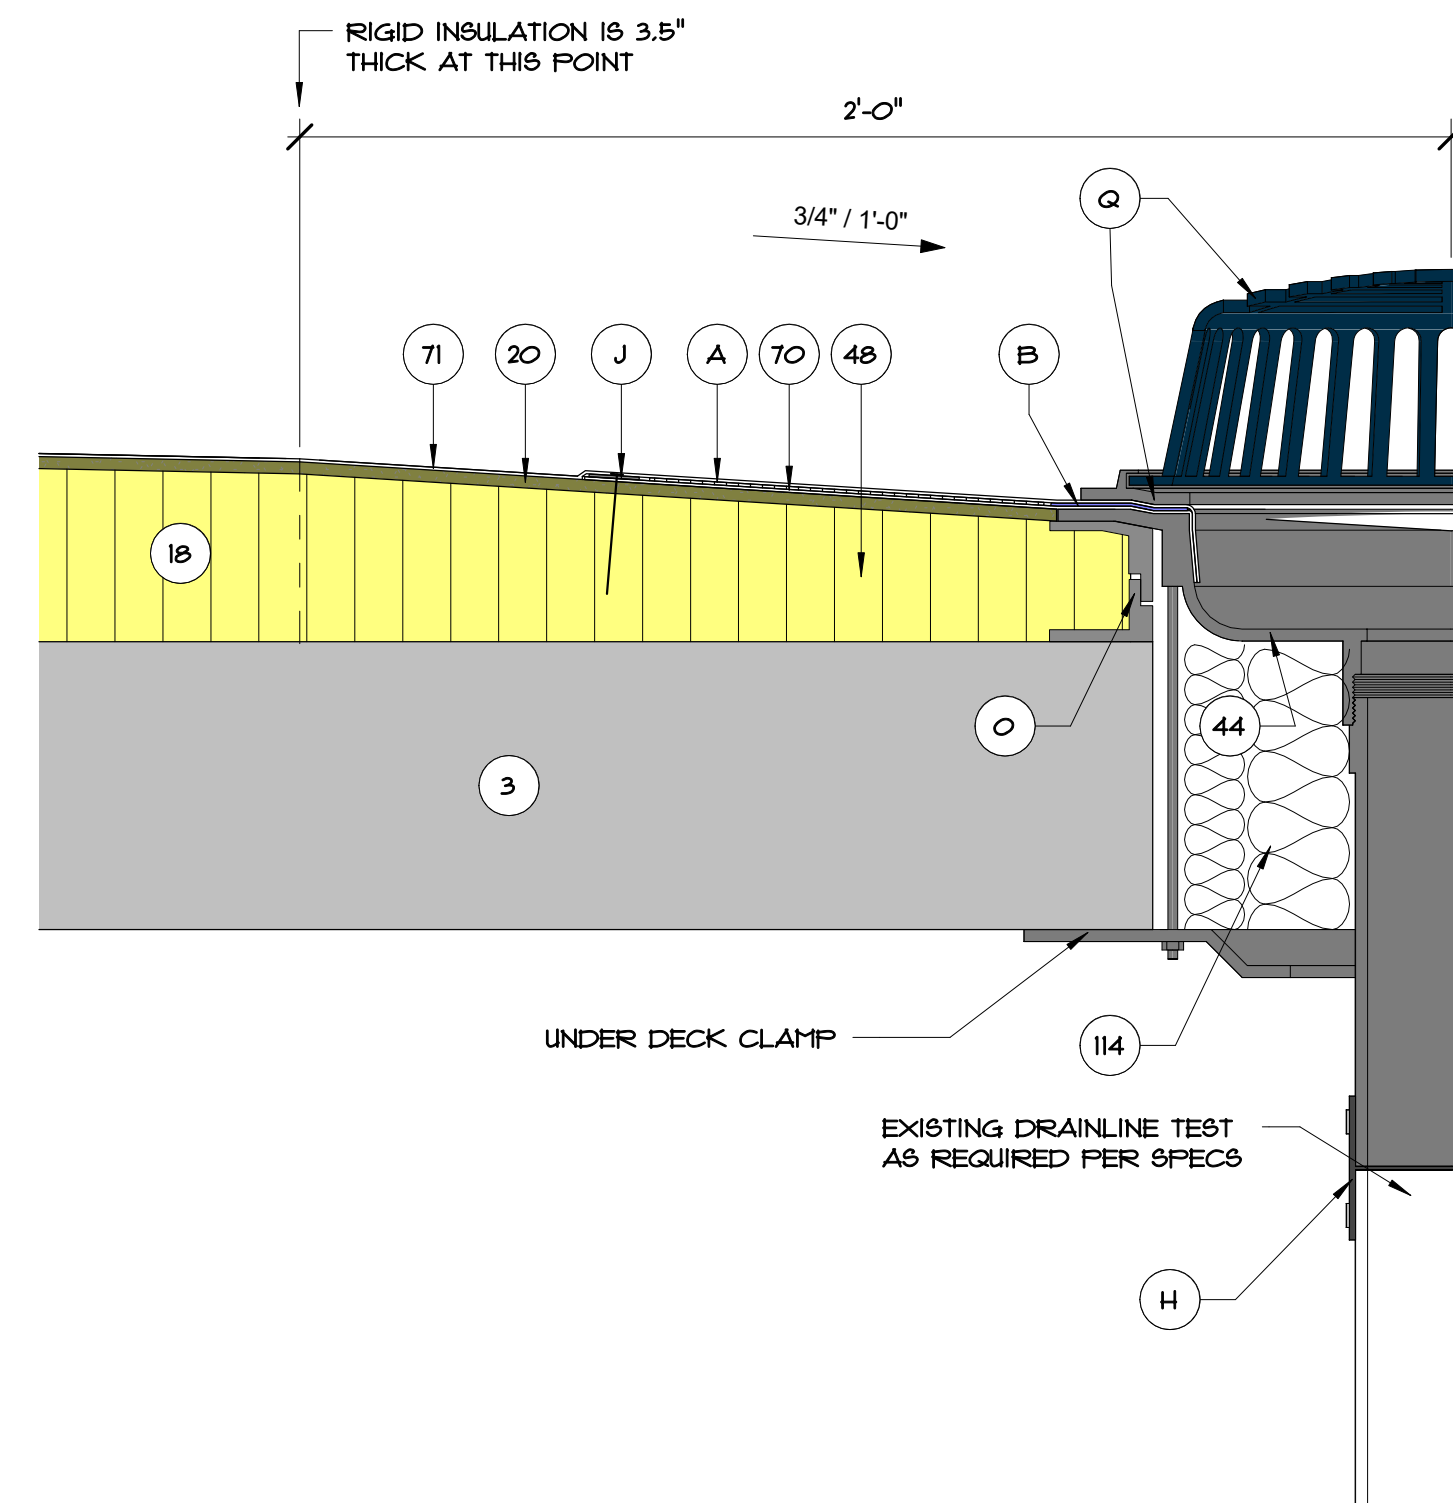 RIGID INSULATION IS 3.5"
THICK AT THIS POINT
2'-0"
3/4" / 1'-0"
Q
71
20
J
A
70
48
B
18
O
44
3
UNDER DECK CLAMP
114
EXISTING DRAINLINE TEST
AS REQUIRED PER SPECS
H